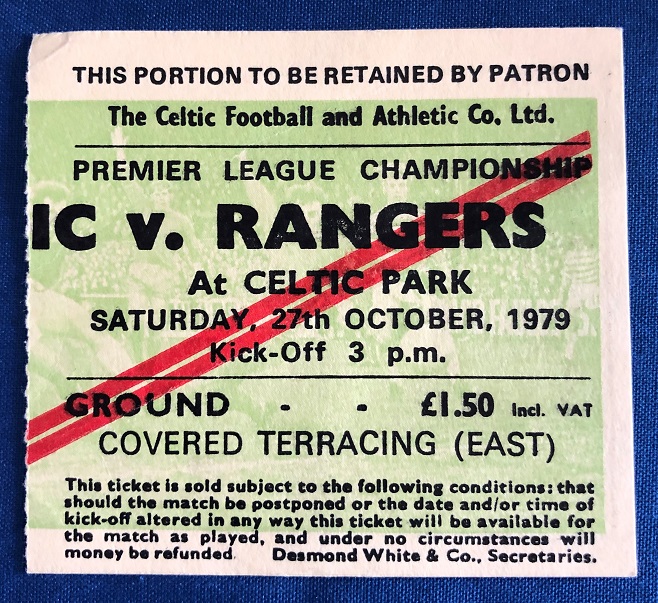 THIS PORTION TO BE RETAINED BY PATRON
The Celtic Football and Athletic Co. Ltd.
PREMIER LEAGUE CHAMPIONSHIP
IC v. RANGERS
At CELTIC PARK
SATURDAY, 27th OCTOBER, 1979
Kick-Off 3 p.m.
GROUND - - £1.50 Incl. VAT
COVERED TERRACING (EAST)
This ticket is sold subject to the following conditions: that
should the match be postponed or the date and/or time of
kick-off altered in any way this ticket will be available for
the match as played, and under no circumstances will
money be refunded. Desmond White & Co., Secretaries.